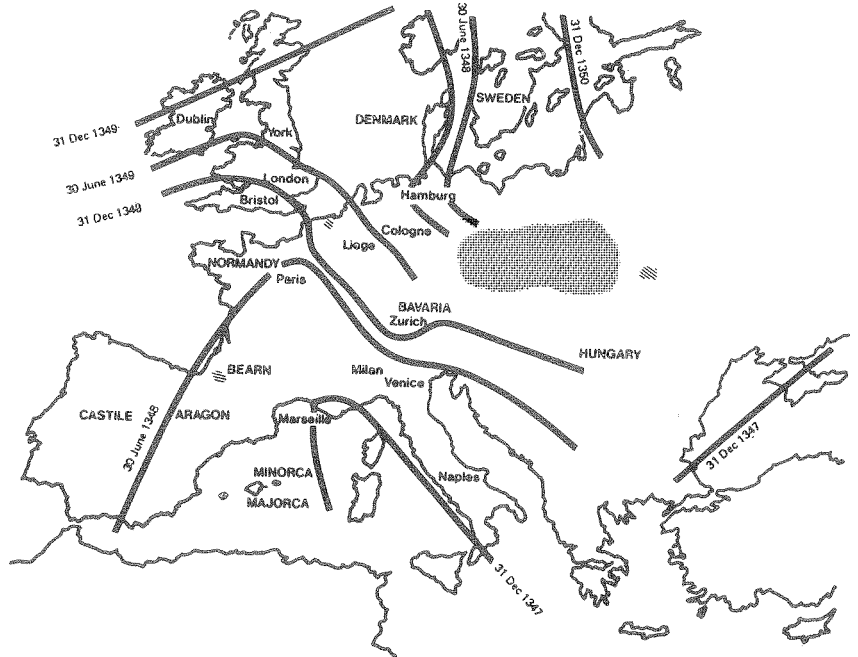 30 June 1348
31 Dec 1350
SWEDEN
DENMARK
Dublin
York
31 Dec 1349
30 June 1349
London
31 Dec 1348
Bristol
Hamburg
Cologne
Liege
NORMANDY
Paris
BAVARIA
Zurich
HUNGARY
BEARN
Milan
Venice
CASTILE
ARAGON
Marseille
30 June 1348
31 Dec 1347
MINORCA
MAJORCA
Naples
31 Dec 1347